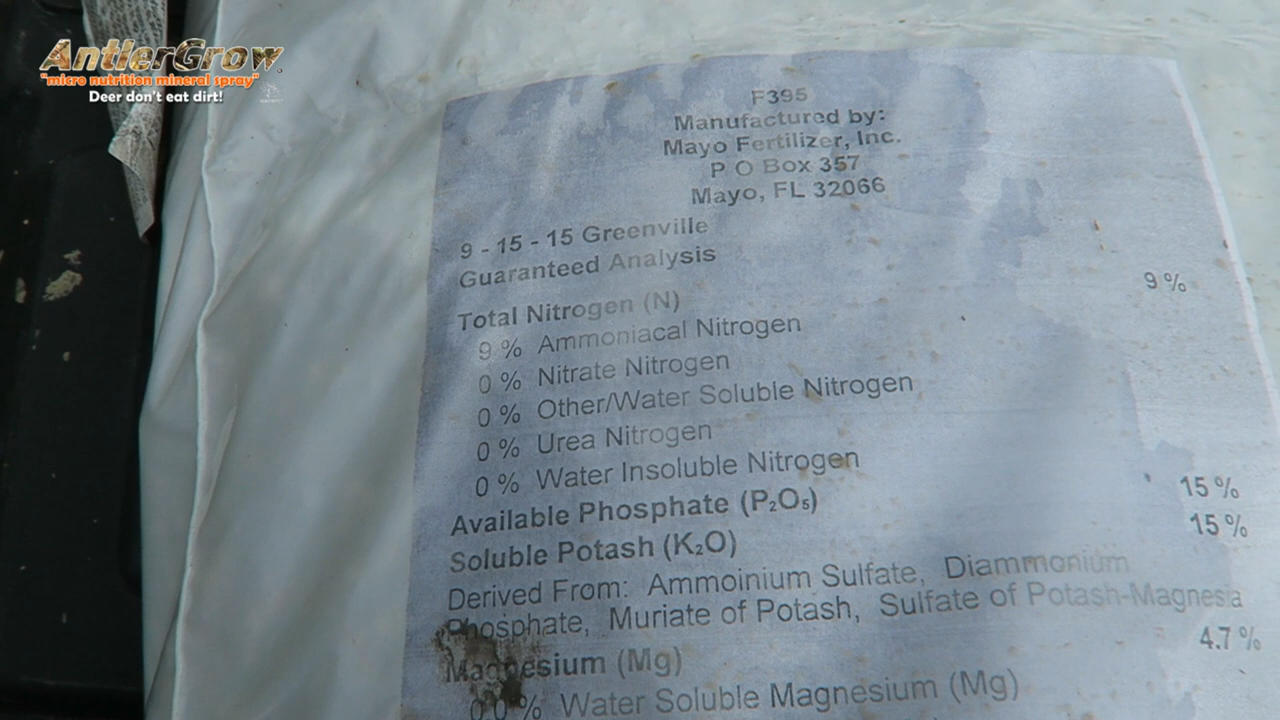 AntlerGrow
"micro nutrition mineral spray"
Deer don't eat dirt!
F395
Manufactured by:
Mayo Fertilizer, Inc.
P O Box 357
Mayo, FL 32066
9 - 15 - 15 Greenville
Guaranteed Analysis
Total Nitrogen (N) 9 %
9 % Ammoniacal Nitrogen
0 % Nitrate Nitrogen
0 % Other/Water Soluble Nitrogen
0 % Urea Nitrogen
0 % Water Insoluble Nitrogen
Available Phosphate (P₂O₅) 15 %
Soluble Potash (K₂O) 15 %
Derived From: Ammoinium Sulfate, Diammonium
Phosphate, Muriate of Potash, Sulfate of Potash-Magnesia
Magnesium (Mg) 4.7 %
% Water Soluble Magnesium (Mg)